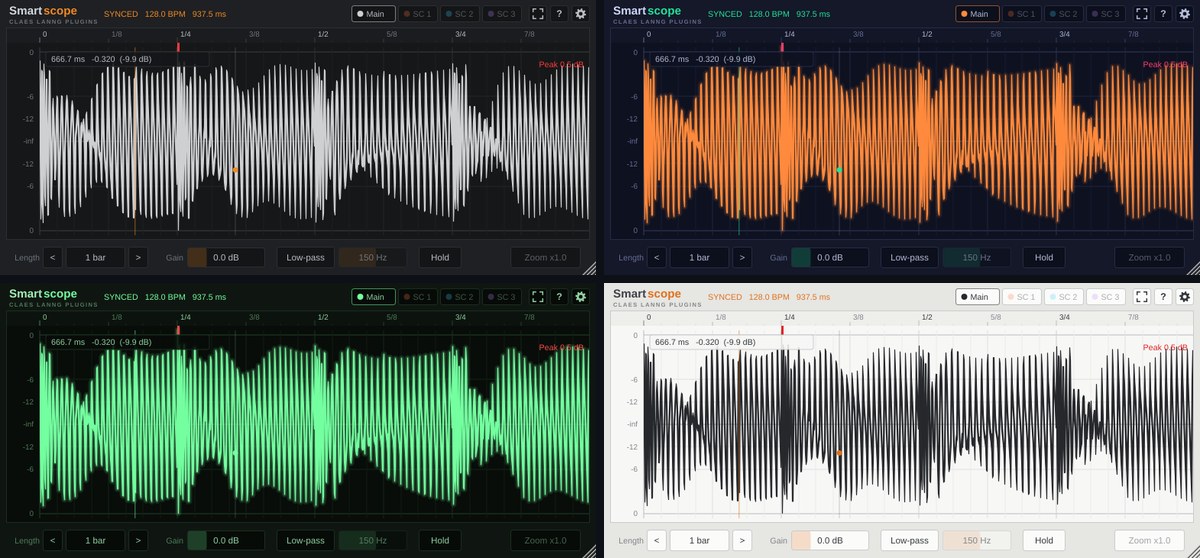 Smartscope SYNCED 128.0 BPM 937.5 ms Main SC 1 SC 2 SC 3 ?
CLAES LANNG PLUGINS
0 1/8 1/4 3/8 1/2 5/8 3/4 7/8
0
666.7 ms -0.320 (-9.9 dB)
Peak 0.5 dB
-6
-12
-inf
-12
-6
0
Length < 1 bar > Gain 0.0 dB Low-pass 150 Hz Hold Zoom x1.0
Smartscope SYNCED 128.0 BPM 937.5 ms Main SC 1 SC 2 SC 3 ?
CLAES LANNG PLUGINS
0 1/8 1/4 3/8 1/2 5/8 3/4 7/8
0
666.7 ms -0.320 (-9.9 dB)
Peak 0.5 dB
-6
-12
-inf
-12
-6
0
Length < 1 bar > Gain 0.0 dB Low-pass 150 Hz Hold Zoom x1.0
Smartscope SYNCED 128.0 BPM 937.5 ms Main SC 1 SC 2 SC 3 ?
CLAES LANNG PLUGINS
0 1/8 1/4 3/8 1/2 5/8 3/4 7/8
0
666.7 ms -0.320 (-9.9 dB)
Peak 0.5 dB
-6
-12
-inf
-12
-6
0
Length < 1 bar > Gain 0.0 dB Low-pass 150 Hz Hold Zoom x1.0
Smartscope SYNCED 128.0 BPM 937.5 ms Main SC 1 SC 2 SC 3 ?
CLAES LANNG PLUGINS
0 1/8 1/4 3/8 1/2 5/8 3/4 7/8
0
666.7 ms -0.320 (-9.9 dB)
Peak 0.5 dB
-6
-12
-inf
-12
-6
0
Length < 1 bar > Gain 0.0 dB Low-pass 150 Hz Hold Zoom x1.0